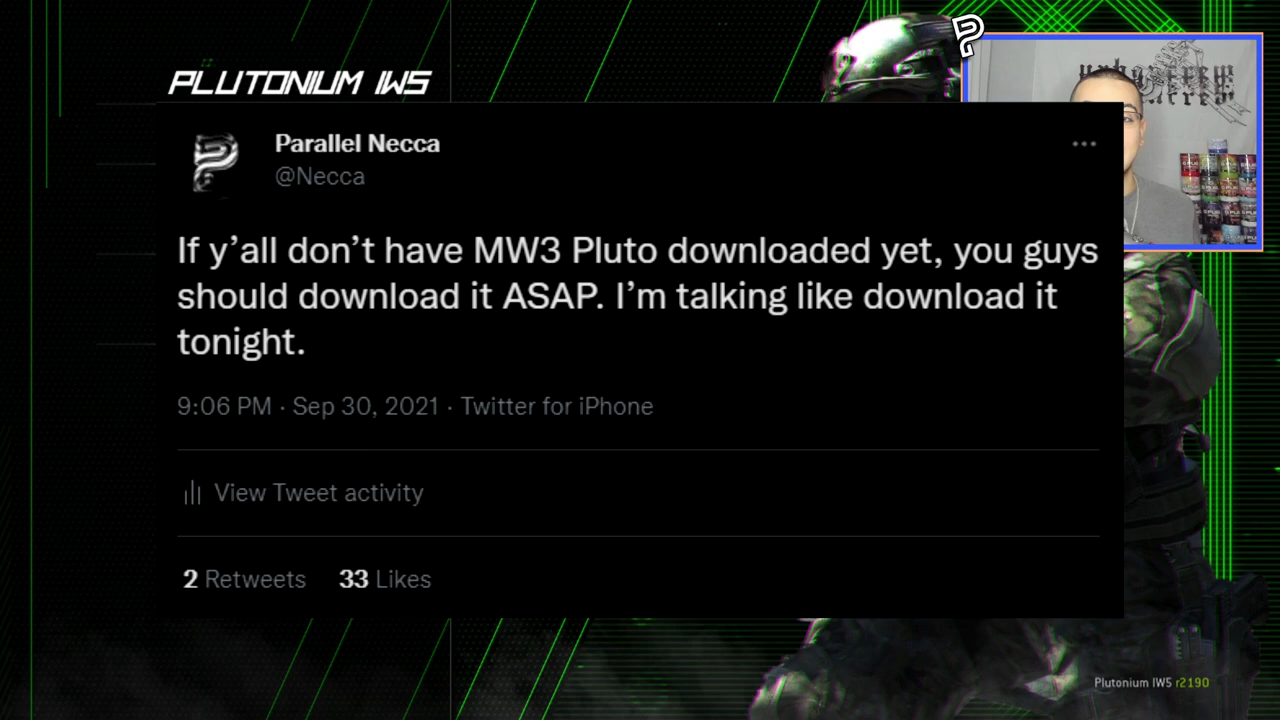 PLUTONIUM IW5
Parallel Necca
@Necca
If y’all don’t have MW3 Pluto downloaded yet, you guys
should download it ASAP. I’m talking like download it
tonight.
9:06 PM · Sep 30, 2021 · Twitter for iPhone
View Tweet activity
2 Retweets 33 Likes
Plutonium IW5 r2190